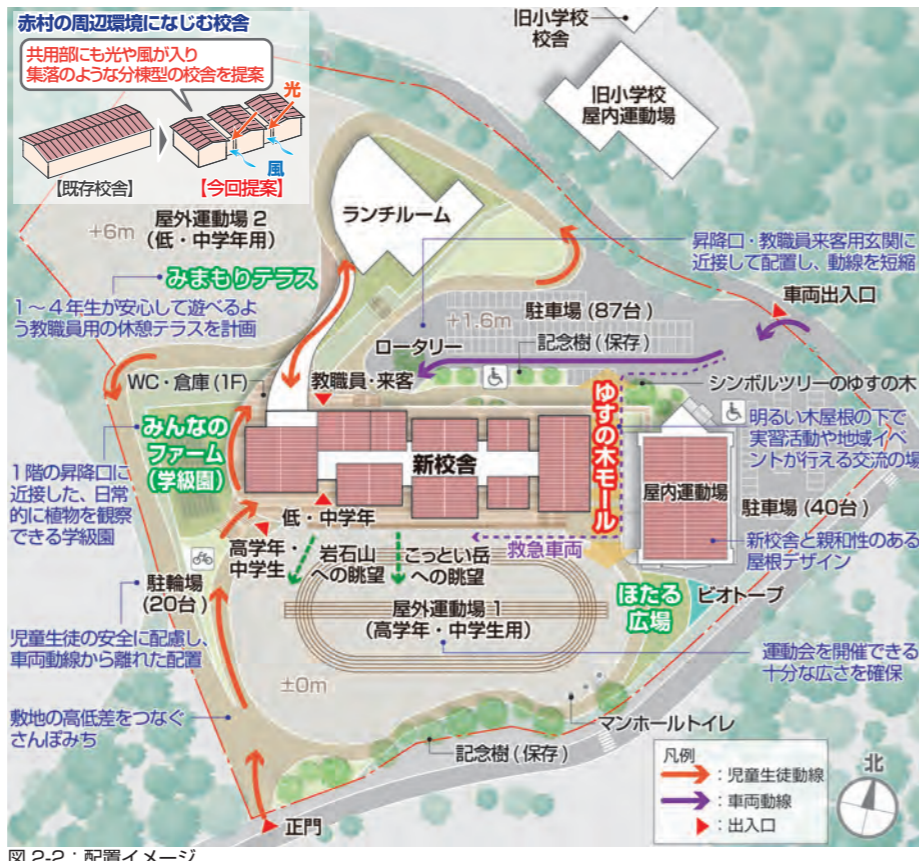 赤村の周辺環境になじむ校舎
共用部にも光や風が入り
集落のような分棟型の校舎を提案
光
風
【既存校舎】
【今回提案】
旧小学校
校舎
旧小学校
屋内運動場
ランチルーム
+6m
屋外運動場2
(低・中学年用)
みまもりテラス
1～4年生が安心して遊べるよ
う教職員用の休憩テラスを計画
昇降口・教職員来客用玄関に
近接して配置し、動線を短縮
車両出入口
+1.6m
駐車場(87台)
ロータリー
記念樹(保存)
WC・倉庫(1F)
教職員・来客
シンボルツリーのゆずの木
みんなの
ファーム
(学級園)
新校舎
ゆずの木モール
明るい木屋根の下で
実習活動や地域イベ
ントが行える交流の場
屋内運動場
1階の昇降口に
近接した、日常
的に植物を観察
できる学級園
低・中学年
高学年・
中学生
岩石山
への眺望
こっとい岳
への眺望
救急車両
駐車場(40台)
新校舎と親和性のある
屋根デザイン
駐輪場
(20台)
屋外運動場1
(高学年・中学生用)
ほたる
広場
ビオトープ
児童生徒の安全に配慮し、
車両動線から離れた配置
運動会を開催できる
十分な広さを確保
±0m
敷地の高低差をつなぐ
さんぽみち
マンホールトイレ
記念樹(保存)
正門
凡例
：児童生徒動線
：車両動線
：出入口
北
図2-2：配置イメージ